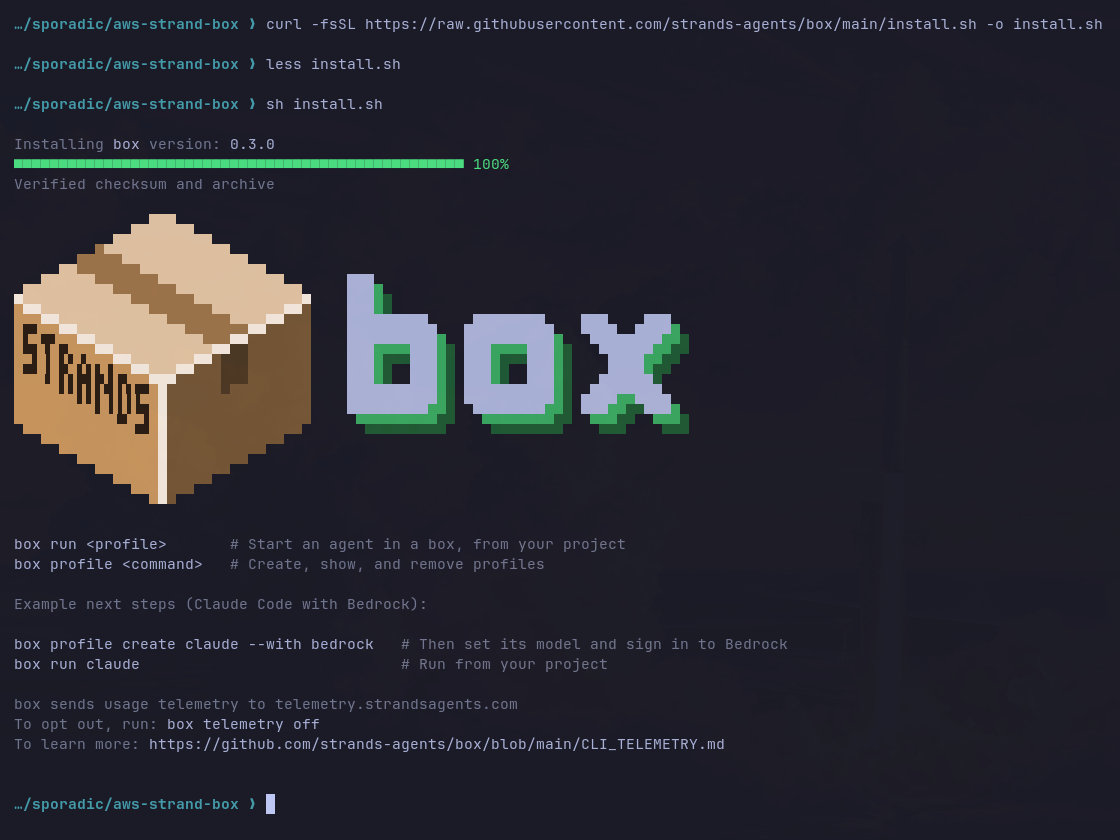 …/sporadic/aws-strand-box ❯ curl -fsSL https://raw.githubusercontent.com/strands-agents/box/main/install.sh -o install.sh
…/sporadic/aws-strand-box ❯ less install.sh
…/sporadic/aws-strand-box ❯ sh install.sh
Installing box version: 0.3.0
100%
Verified checksum and archive
box
box run <profile>       # Start an agent in a box, from your project
box profile <command>   # Create, show, and remove profiles
Example next steps (Claude Code with Bedrock):
box profile create claude --with bedrock   # Then set its model and sign in to Bedrock
box run claude                             # Run from your project
box sends usage telemetry to telemetry.strandsagents.com
To opt out, run: box telemetry off
To learn more: https://github.com/strands-agents/box/blob/main/CLI_TELEMETRY.md
…/sporadic/aws-strand-box ❯